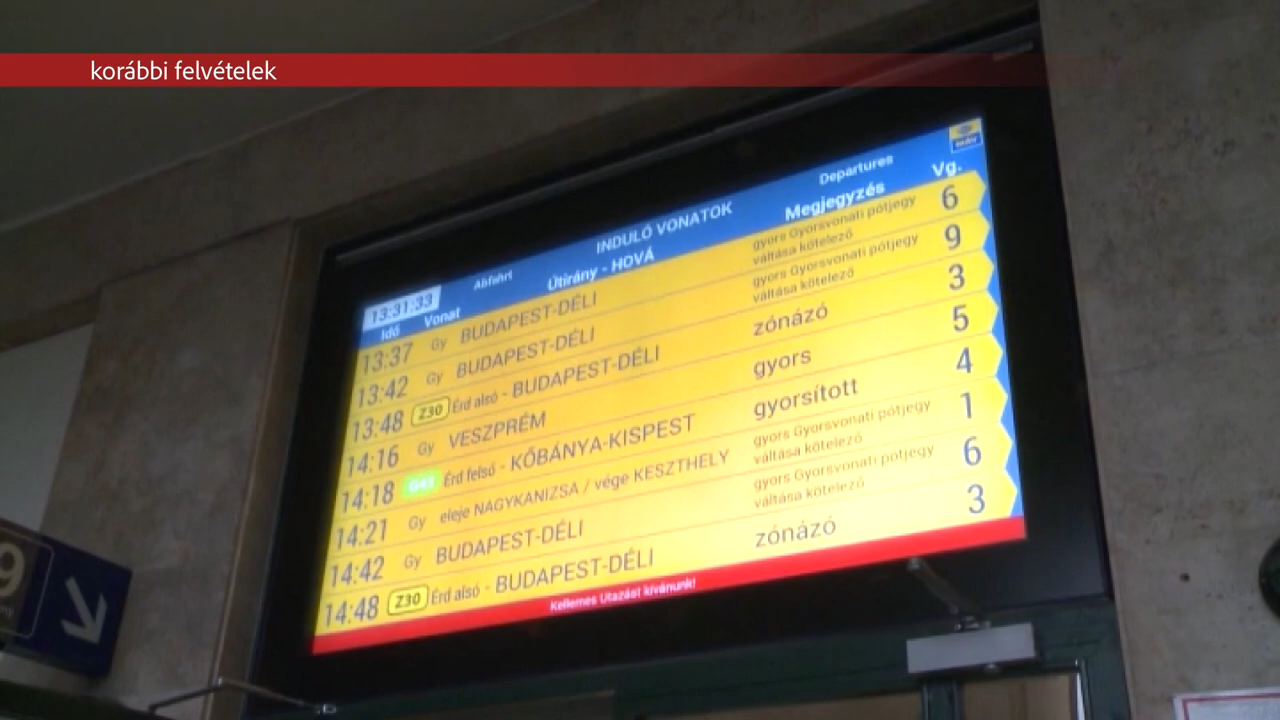 korábbi felvételek
13:31:33
Abfahrt
INDULÓ VONATOK
Departures
Idő Vonat Útirány - HOVÁ Megjegyzés Vg.
13:37 Gy BUDAPEST-DÉLI gyors Gyorsvonati pótjegy váltása kötelező 6
13:42 Gy BUDAPEST-DÉLI gyors Gyorsvonati pótjegy váltása kötelező 9
13:48 Z30 Érd alsó - BUDAPEST-DÉLI zónázó 3
14:16 Gy VESZPRÉM gyors 5
14:18 G43 Érd felső - KŐBÁNYA-KISPEST gyorsított 4
14:21 Gy eleje NAGYKANIZSA / vége KESZTHELY gyors Gyorsvonati pótjegy váltása kötelező 1
14:42 Gy BUDAPEST-DÉLI gyors Gyorsvonati pótjegy váltása kötelező 6
14:48 Z30 Érd alsó - BUDAPEST-DÉLI zónázó 3
Kellemes Utazást kívánunk!
9